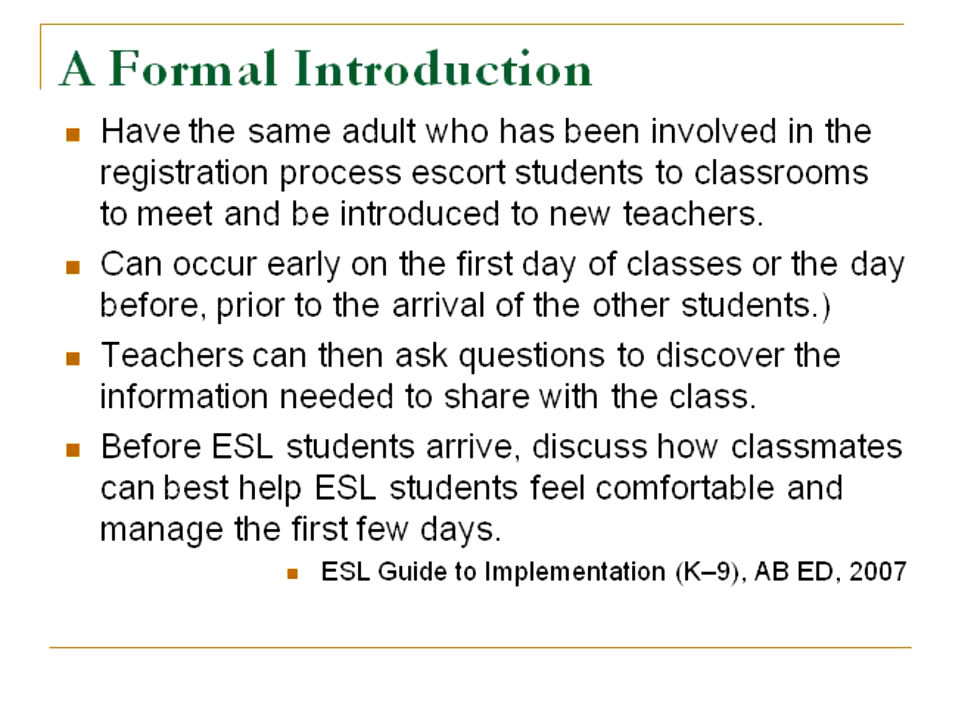 A Formal Introduction
Have the same adult who has been involved in the
registration process escort students to classrooms
to meet and be introduced to new teachers.
Can occur early on the first day of classes or the day
before, prior to the arrival of the other students.)
Teachers can then ask questions to discover the
information needed to share with the class.
Before ESL students arrive, discuss how classmates
can best help ESL students feel comfortable and
manage the first few days.
ESL Guide to Implementation (K–9), AB ED, 2007